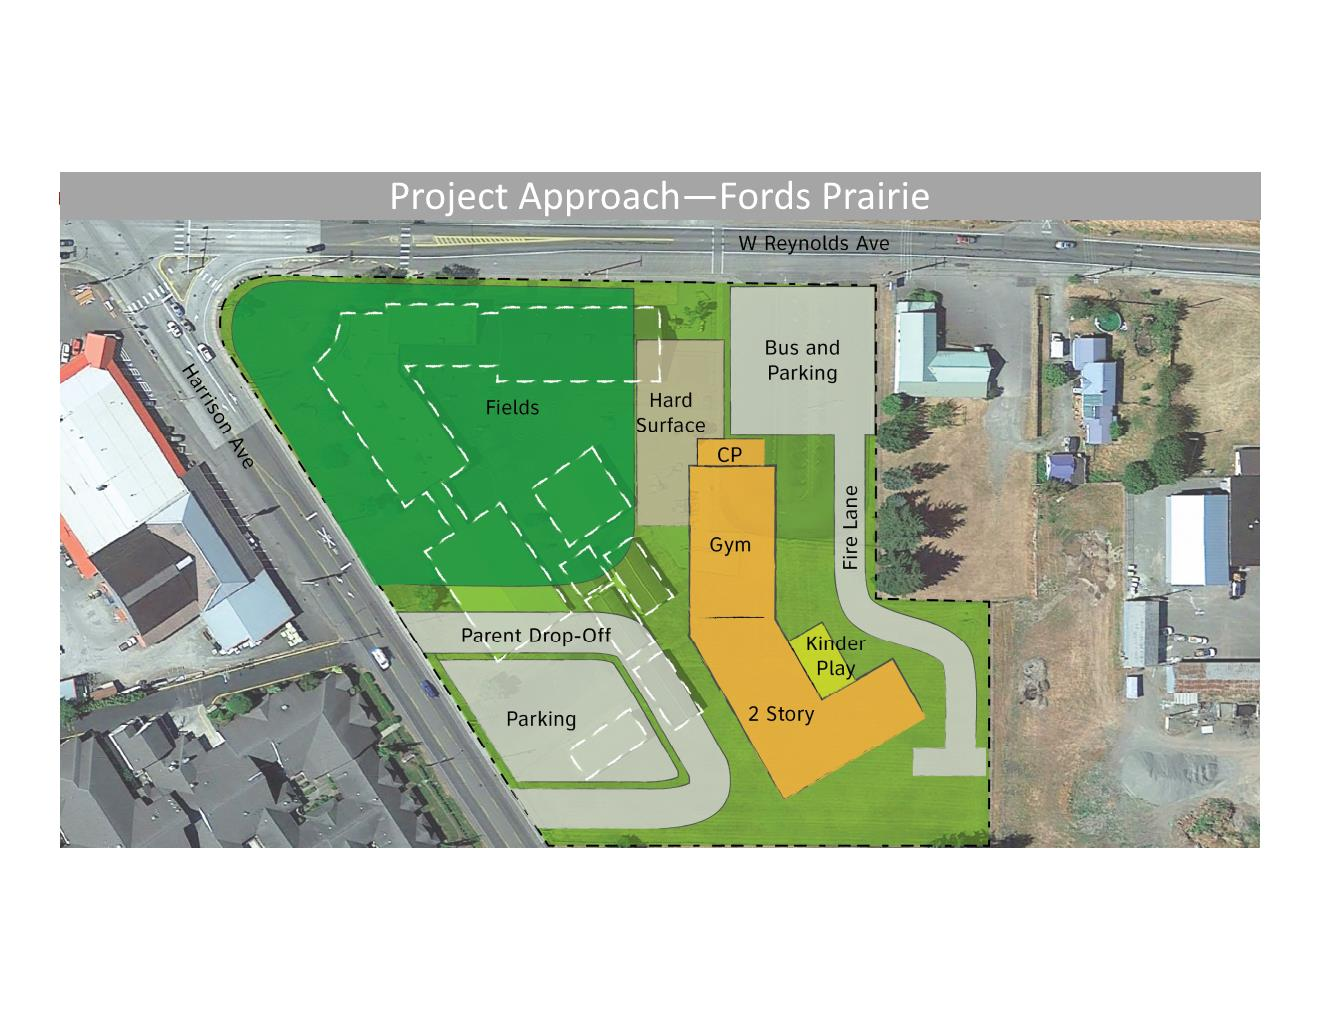 Project Approach—Fords Prairie
W Reynolds Ave
Harrison Ave
Bus and
Parking
Fields
Hard
Surface
CP
Fire Lane
Gym
Parent Drop-Off
Kinder
Play
Parking
2 Story